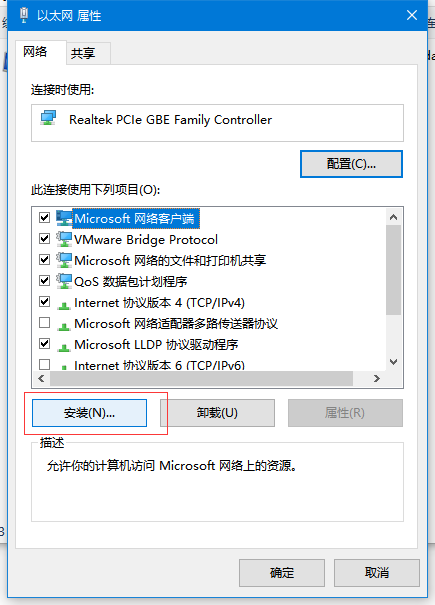 以太网 属性
网络
共享
连接时使用:
Realtek PCIe GBE Family Controller
配置(C)...
此连接使用下列项目(O):
Microsoft 网络客户端
VMware Bridge Protocol
Microsoft 网络的文件和打印机共享
QoS 数据包计划程序
Internet 协议版本 4 (TCP/IPv4)
Microsoft 网络适配器多路传送器协议
Microsoft LLDP 协议驱动程序
Internet 协议版本 6 (TCP/IPv6)
安装(N)...
卸载(U)
属性(R)
描述
允许你的计算机访问 Microsoft 网络上的资源。
确定
取消